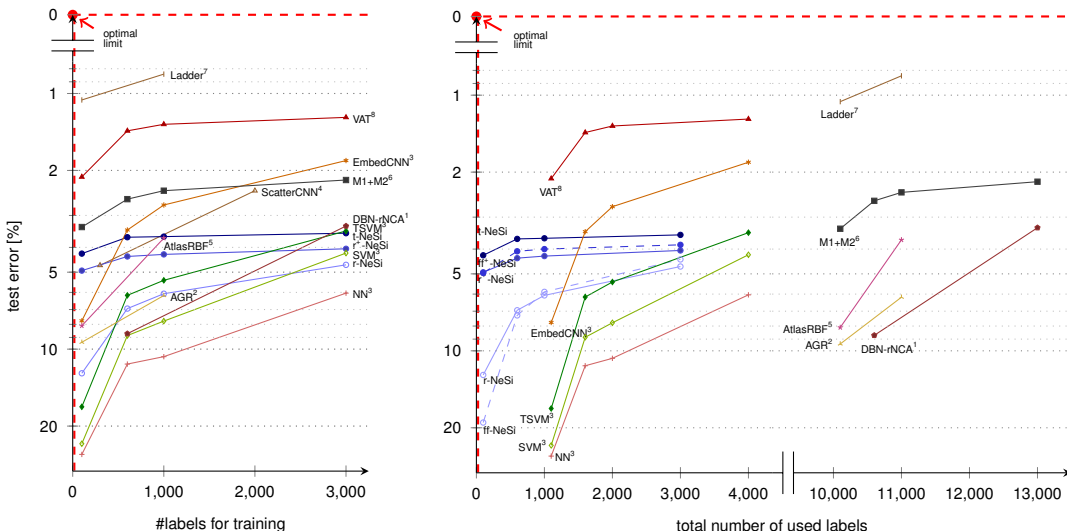 0
optimal
limit
Ladder7
1
VAT8
2
EmbedCNN3
M1+M26
ScatterCNN4
DBN-rNCA1
TSVM3
t-NeSi
AtlasRBF5
r+-NeSi
SVM3
r-NeSi
5
AGR2
NN3
10
20
test error [%]
0
1,000
2,000
3,000
#labels for training
0
optimal
limit
1
Ladder7
2
VAT8
t-NeSi
M1+M26
ff+-NeSi
5
r+-NeSi
EmbedCNN3
AtlasRBF5
AGR2
DBN-rNCA1
10
r-NeSi
TSVM3
ff-NeSi
20
SVM3
NN3
0
1,000
2,000
3,000
4,000
10,000
11,000
12,000
13,000
total number of used labels